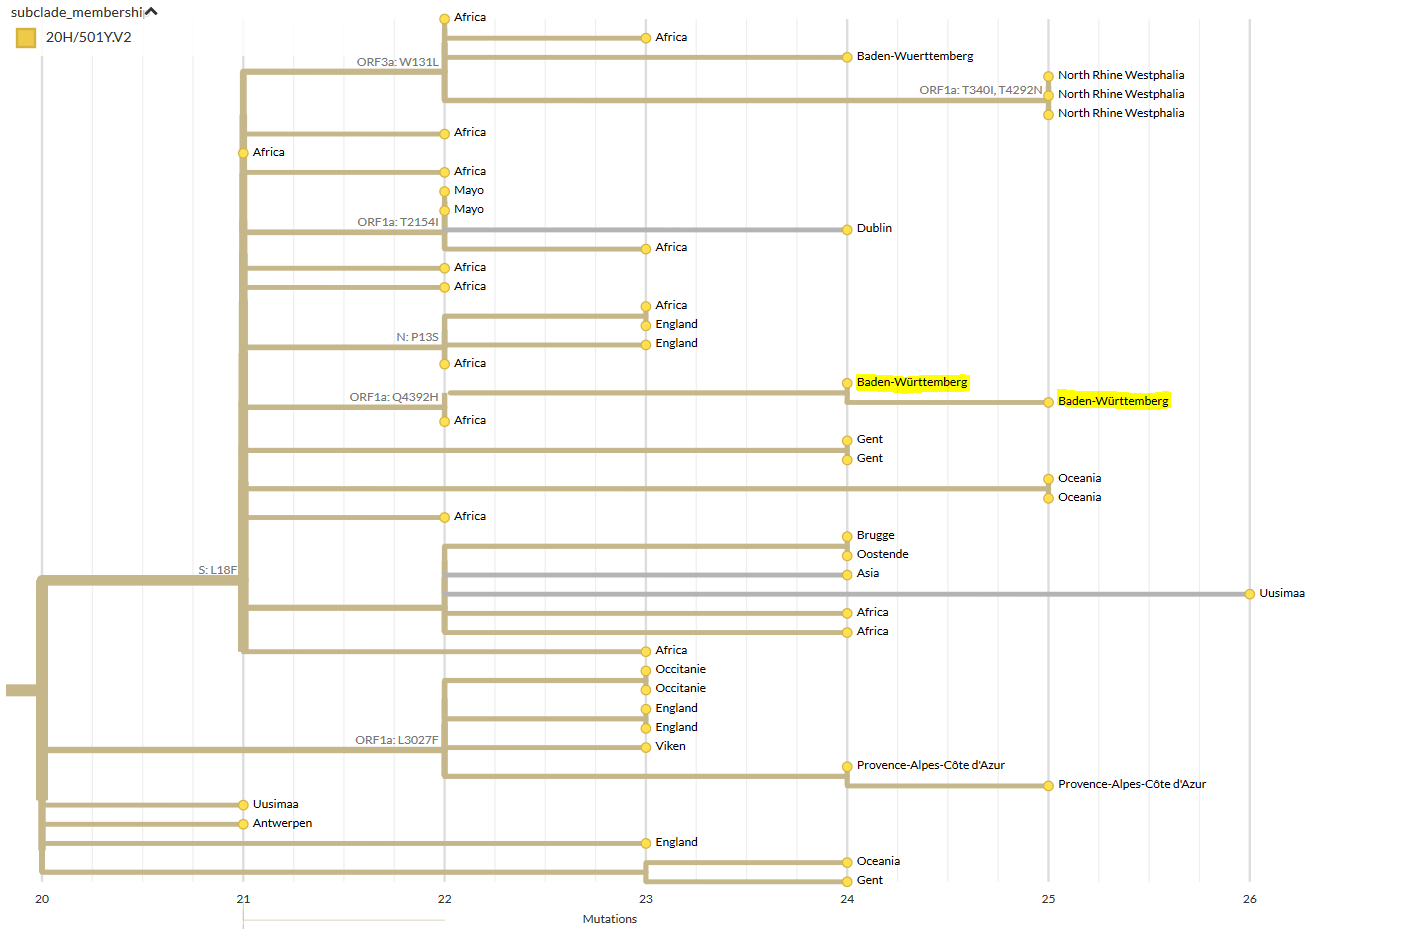 subclade_membershi
20H/501Y.V2
Africa
Africa
Baden-Wuerttemberg
ORF3a: W131L
North Rhine Westphalia
ORF1a: T340I, T4292N
North Rhine Westphalia
North Rhine Westphalia
Africa
Africa
Africa
Mayo
Mayo
ORF1a: T2154I
Dublin
Africa
Africa
Africa
Africa
England
N: P13S
England
Africa
Baden-Württemberg
ORF1a: Q4392H
Baden-Württemberg
Africa
Gent
Gent
Oceania
Oceania
Africa
Brugge
Oostende
S: L18F
Asia
Uusimaa
Africa
Africa
Africa
Occitanie
Occitanie
England
England
ORF1a: L3027F
Viken
Provence-Alpes-Côte d'Azur
Provence-Alpes-Côte d'Azur
Uusimaa
Antwerpen
England
Oceania
Gent
20 21 22 23 24 25 26
Mutations